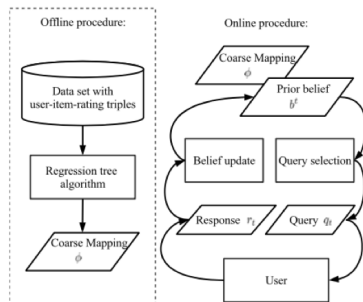 Offline procedure:
Data set with
user-item-rating triples
Regression tree
algorithm
Coarse Mapping
ϕ
Online procedure:
Coarse Mapping
ϕ
Prior belief
b^t
Belief update
Query selection
Response r_t
Query q_t
User